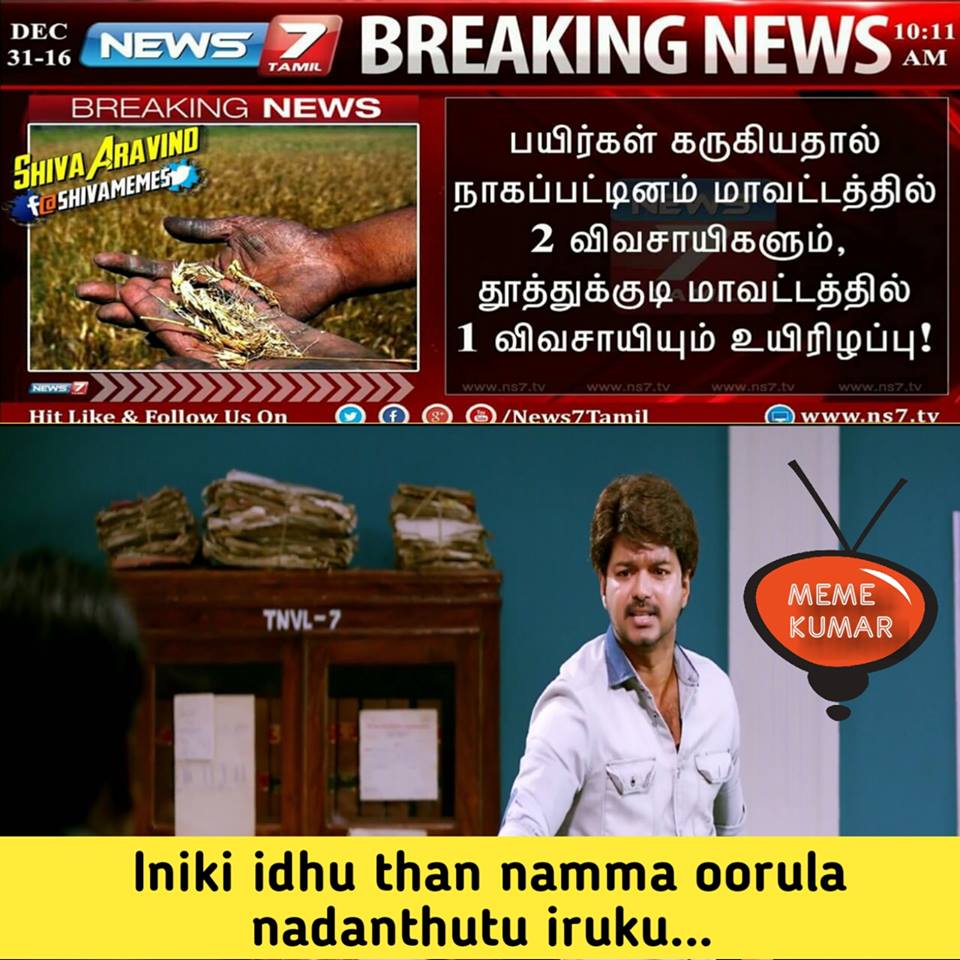 DEC
31-16
NEWS 7
TAMIL
BREAKING NEWS
10:11
AM
BREAKING NEWS
SHIVA ARAVIND
f@SHIVAMEMES
பயிர்கள் கருகியதால்
நாகப்பட்டினம் மாவட்டத்தில்
2 விவசாயிகளும்,
தூத்துக்குடி மாவட்டத்தில்
1 விவசாயியும் உயிரிழப்பு!
NEWS 7
www.ns7.tv www.ns7.tv www.ns7.tv www.ns7.tv
Hit Like & Follow Us On /News7Tamil www.ns7.tv
TNVL-7
MEME
KUMAR
Iniki idhu than namma oorula
nadanthutu iruku...